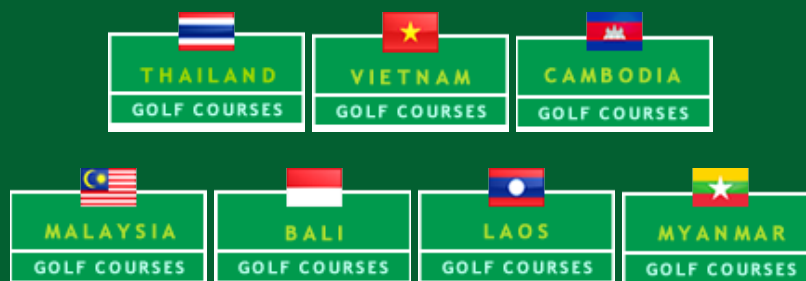 THAILAND
GOLF COURSES
VIETNAM
GOLF COURSES
CAMBODIA
GOLF COURSES
MALAYSIA
GOLF COURSES
BALI
GOLF COURSES
LAOS
GOLF COURSES
MYANMAR
GOLF COURSES